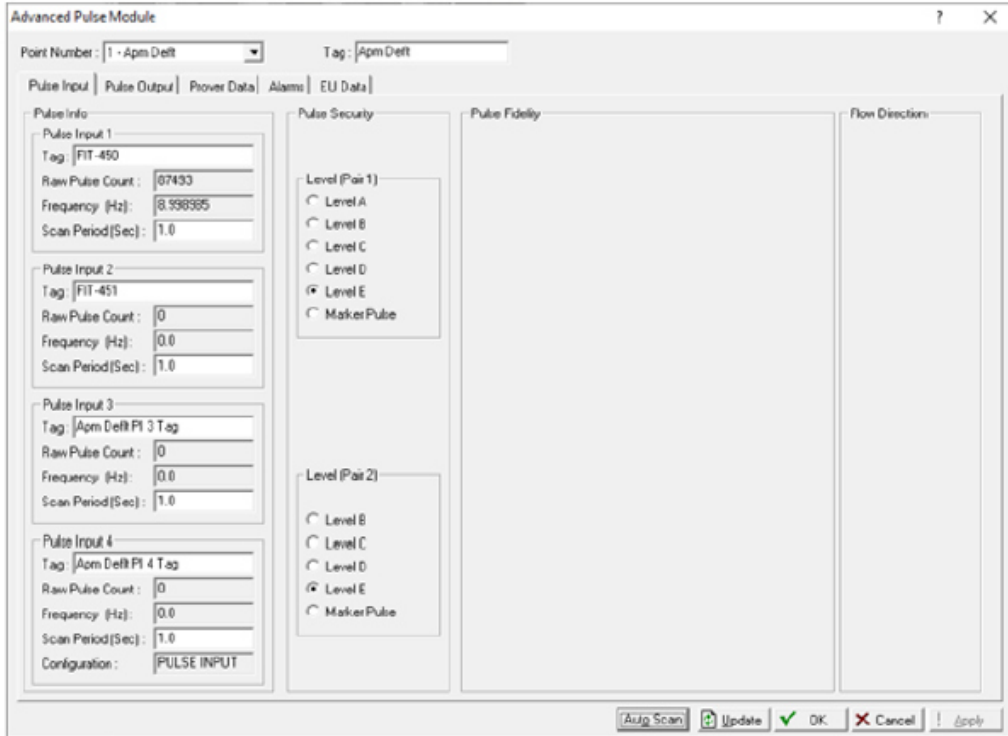 Advanced Pulse Module ? X
Point Number : 1 - Apm Deflt Tag : Apm Deflt
Pulse Input Pulse Output Prover Data Alarms EU Data
Pulse Info
Pulse Input 1
Tag: FIT-450
Raw Pulse Count : 87493
Frequency (Hz): 8.998985
Scan Period(Sec) : 1.0
Pulse Input 2
Tag: FIT-451
Raw Pulse Count : 0
Frequency (Hz): 0.0
Scan Period(Sec) : 1.0
Pulse Input 3
Tag: Apm Deflt PI 3 Tag
Raw Pulse Count : 0
Frequency (Hz): 0.0
Scan Period(Sec) : 1.0
Pulse Input 4
Tag: Apm Deflt PI 4 Tag
Raw Pulse Count : 0
Frequency (Hz): 0.0
Scan Period(Sec) : 1.0
Configuration : PULSE INPUT
Pulse Security
Level (Pair 1)
Level A
Level B
Level C
Level D
Level E
Marker Pulse
Level (Pair 2)
Level B
Level C
Level D
Level E
Marker Pulse
Pulse Fidelity
Flow Direction
Auto Scan Update OK Cancel ! Apply